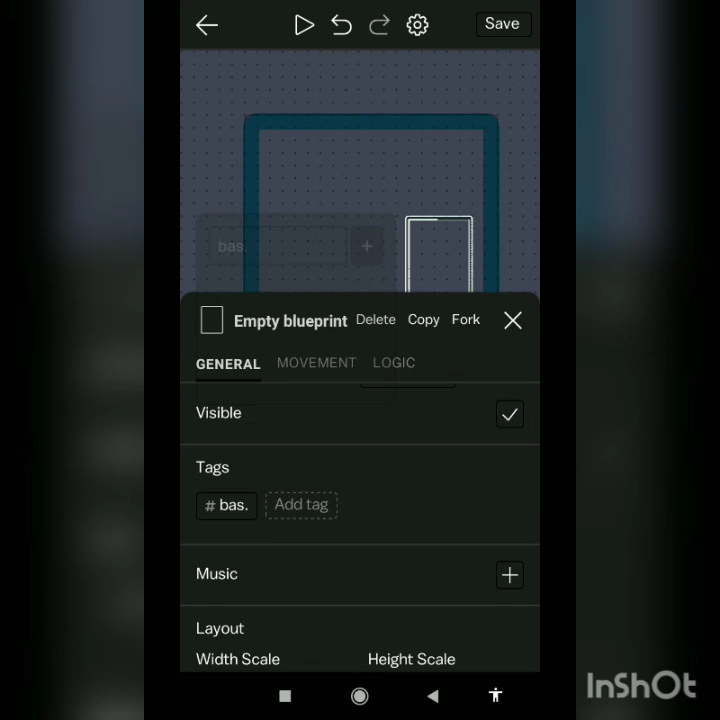 Save
bas. +
Empty blueprint Delete Copy Fork
GENERAL MOVEMENT LOGIC
Visible
Tags
# bas. Add tag
Music
Layout
Width Scale Height Scale
InShOt